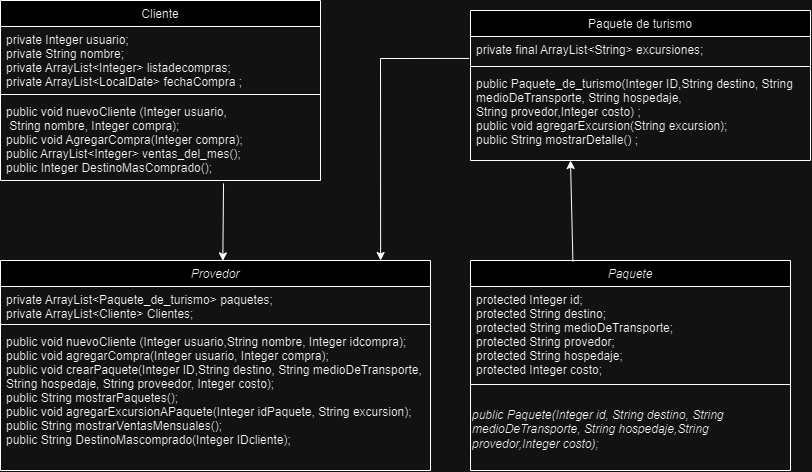 Cliente
private Integer usuario;
private String nombre;
private ArrayList<Integer> listadecompras;
private ArrayList<LocalDate> fechaCompra ;
public void nuevoCliente (Integer usuario,
String nombre, Integer compra);
public void AgregarCompra(Integer compra);
public ArrayList<Integer> ventas_del_mes();
public Integer DestinoMasComprado();
Paquete de turismo
private final ArrayList<String> excursiones;
public Paquete_de_turismo(Integer ID,String destino, String
medioDeTransporte, String hospedaje,
String provedor,Integer costo) ;
public void agregarExcursion(String excursion);
public String mostrarDetalle() ;
Provedor
private ArrayList<Paquete_de_turismo> paquetes;
private ArrayList<Cliente> Clientes;
public void nuevoCliente (Integer usuario,String nombre, Integer idcompra);
public void agregarCompra(Integer usuario, Integer compra);
public void crearPaquete(Integer ID,String destino, String medioDeTransporte,
String hospedaje, String proveedor, Integer costo);
public String mostrarPaquetes();
public void agregarExcursionAPaquete(Integer idPaquete, String excursion);
public String mostrarVentasMensuales();
public String DestinoMascomprado(Integer IDcliente);
Paquete
protected Integer id;
protected String destino;
protected String medioDeTransporte;
protected String provedor;
protected String hospedaje;
protected Integer costo;
public Paquete(Integer id, String destino, String
medioDeTransporte, String hospedaje,String
provedor,Integer costo);